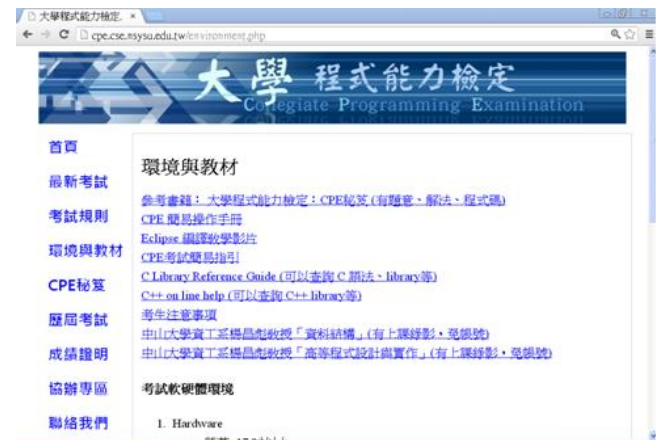 大學程式能力檢定.
cpe.cse.nsysu.edu.tw/environment.php
大學 程式能力檢定
Collegiate Programming Examination
首頁
最新考試
考試規則
環境與教材
CPE秘笈
歷屆考試
成績證明
協辦專區
聯絡我們
環境與教材
參考書籍：大學程式能力檢定：CPE秘笈 (有題意、解法、程式碼)
CPE 簡易操作手冊
Eclipse 編譯教學影片
CPE考試簡易指引
C Library Reference Guide (可以查詢 C 語法、library等)
C++ on line help (可以查詢 C++ library等)
考生注意事項
中山大學資工系楊昌彪教授「資料結構」(有上課錄影，免帳號)
中山大學資工系楊昌彪教授「高等程式設計與實作」(有上課錄影，免帳號)
考試軟硬體環境
1. Hardware